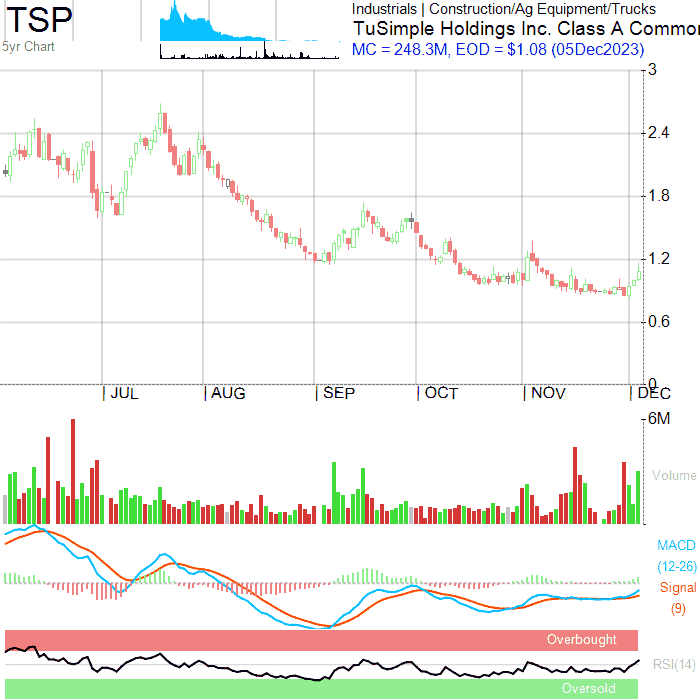 TSP
5yr Chart
Industrials | Construction/Ag Equipment/Trucks
TuSimple Holdings Inc. Class A Commo
MC = 248.3M, EOD = $1.08 (05Dec2023)
3
2.4
1.8
1.2
0.6
0
JUL AUG SEP OCT NOV DEC
6M
Volume
MACD
(12-26)
Signal
(9)
Overbought
RSI(14)
Oversold